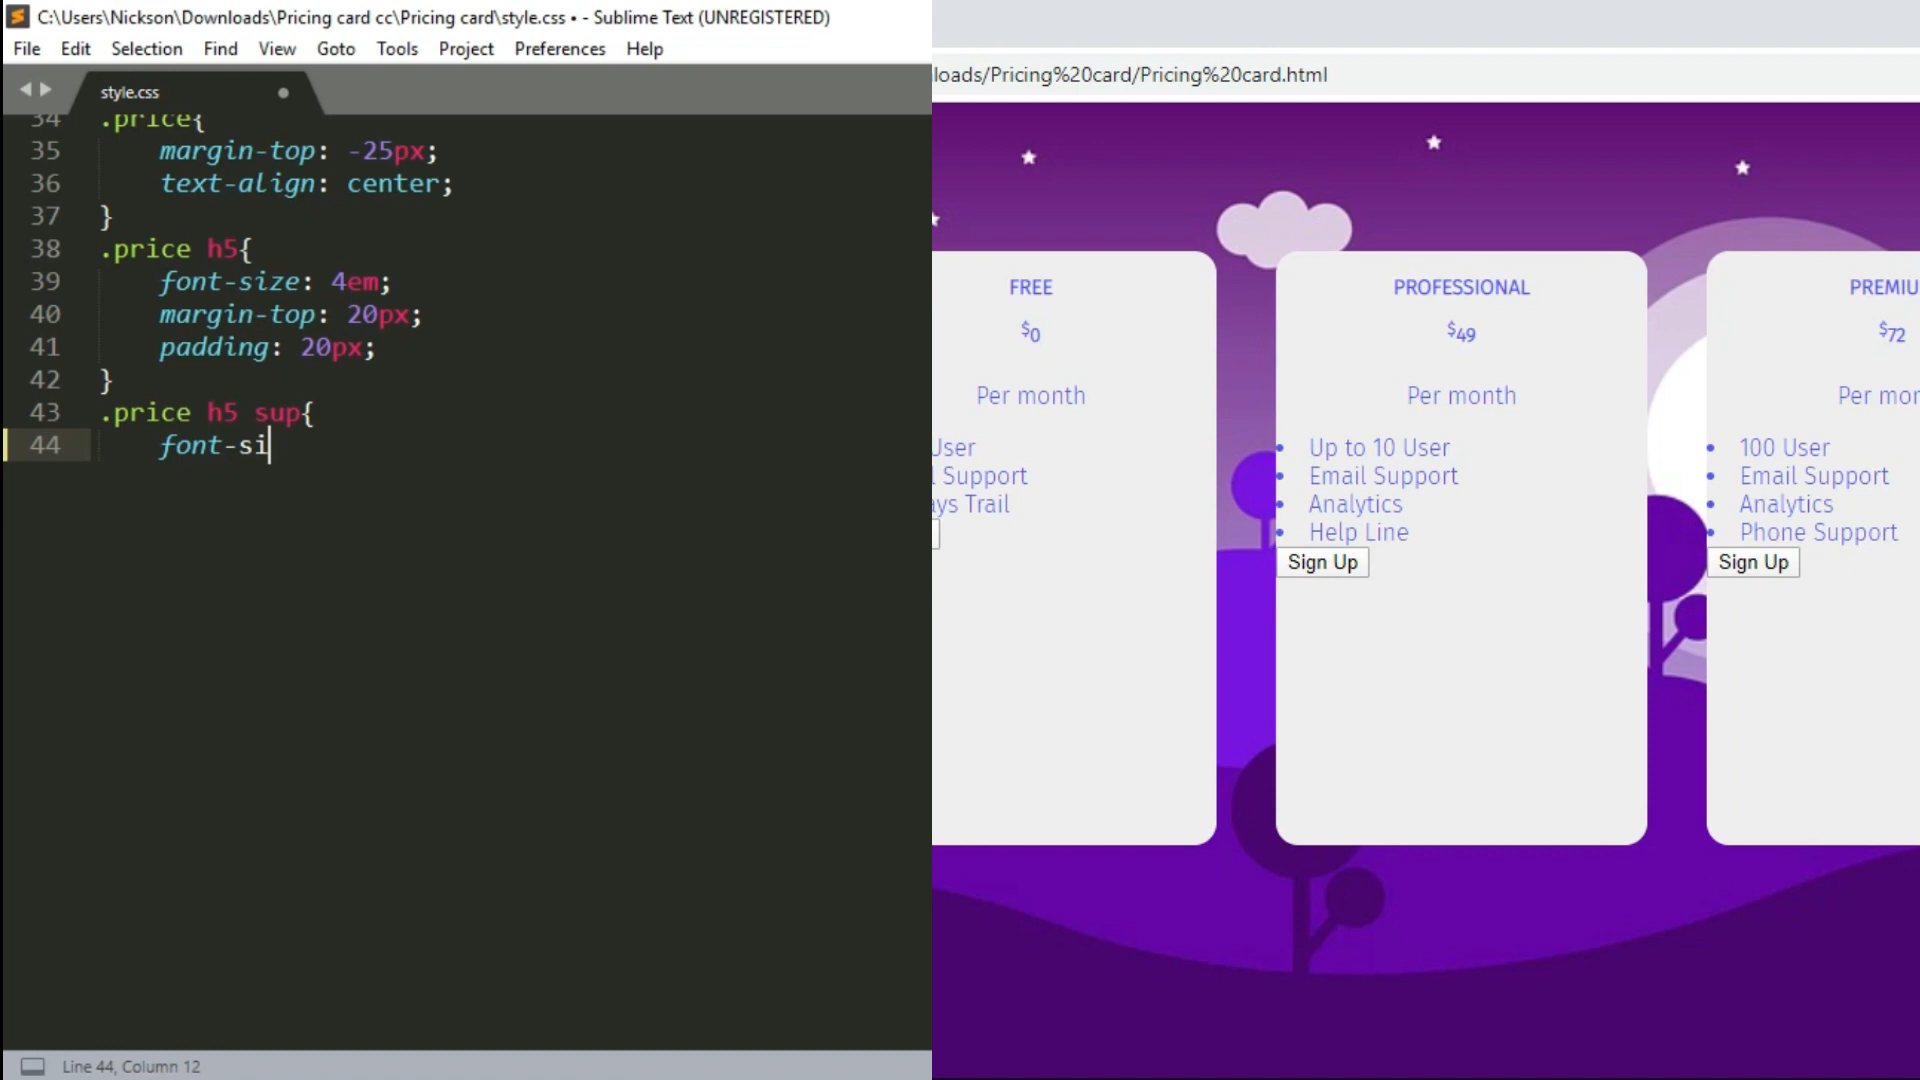 C:\Users\Nickson\Downloads\Pricing card cc\Pricing card\style.css • - Sublime Text (UNREGISTERED)
File Edit Selection Find View Goto Tools Project Preferences Help
style.css
34 .price{
35 margin-top: -25px;
36 text-align: center;
37 }
38 .price h5{
39 font-size: 4em;
40 margin-top: 20px;
41 padding: 20px;
42 }
43 .price h5 sup{
44 font-si
Line 44, Column 12
loads/Pricing%20card/Pricing%20card.html
FREE
$0
Per month
User
Support
ays Trail
PROFESSIONAL
$49
Per month
• Up to 10 User
• Email Support
• Analytics
• Help Line
Sign Up
PREMIU
$72
Per mor
• 100 User
• Email Support
• Analytics
• Phone Support
Sign Up